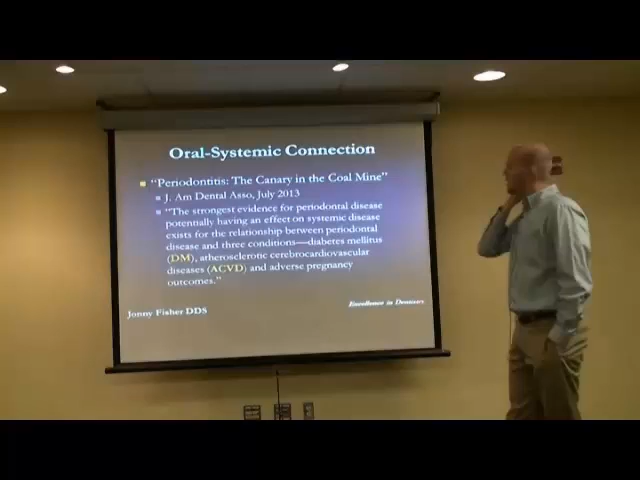 Oral-Systemic Connection
"Periodontitis: The Canary in the Coal Mine"
J. Am Dental Asso, July 2013
"The strongest evidence for periodontal disease
potentially having an effect on systemic disease
exists for the relationship between periodontal
disease and three conditions—diabetes mellitus
(DM), atherosclerotic cerebrocardiovascular
diseases (ACVD) and adverse pregnancy
outcomes."
Jonny Fisher DDS
Excellence in